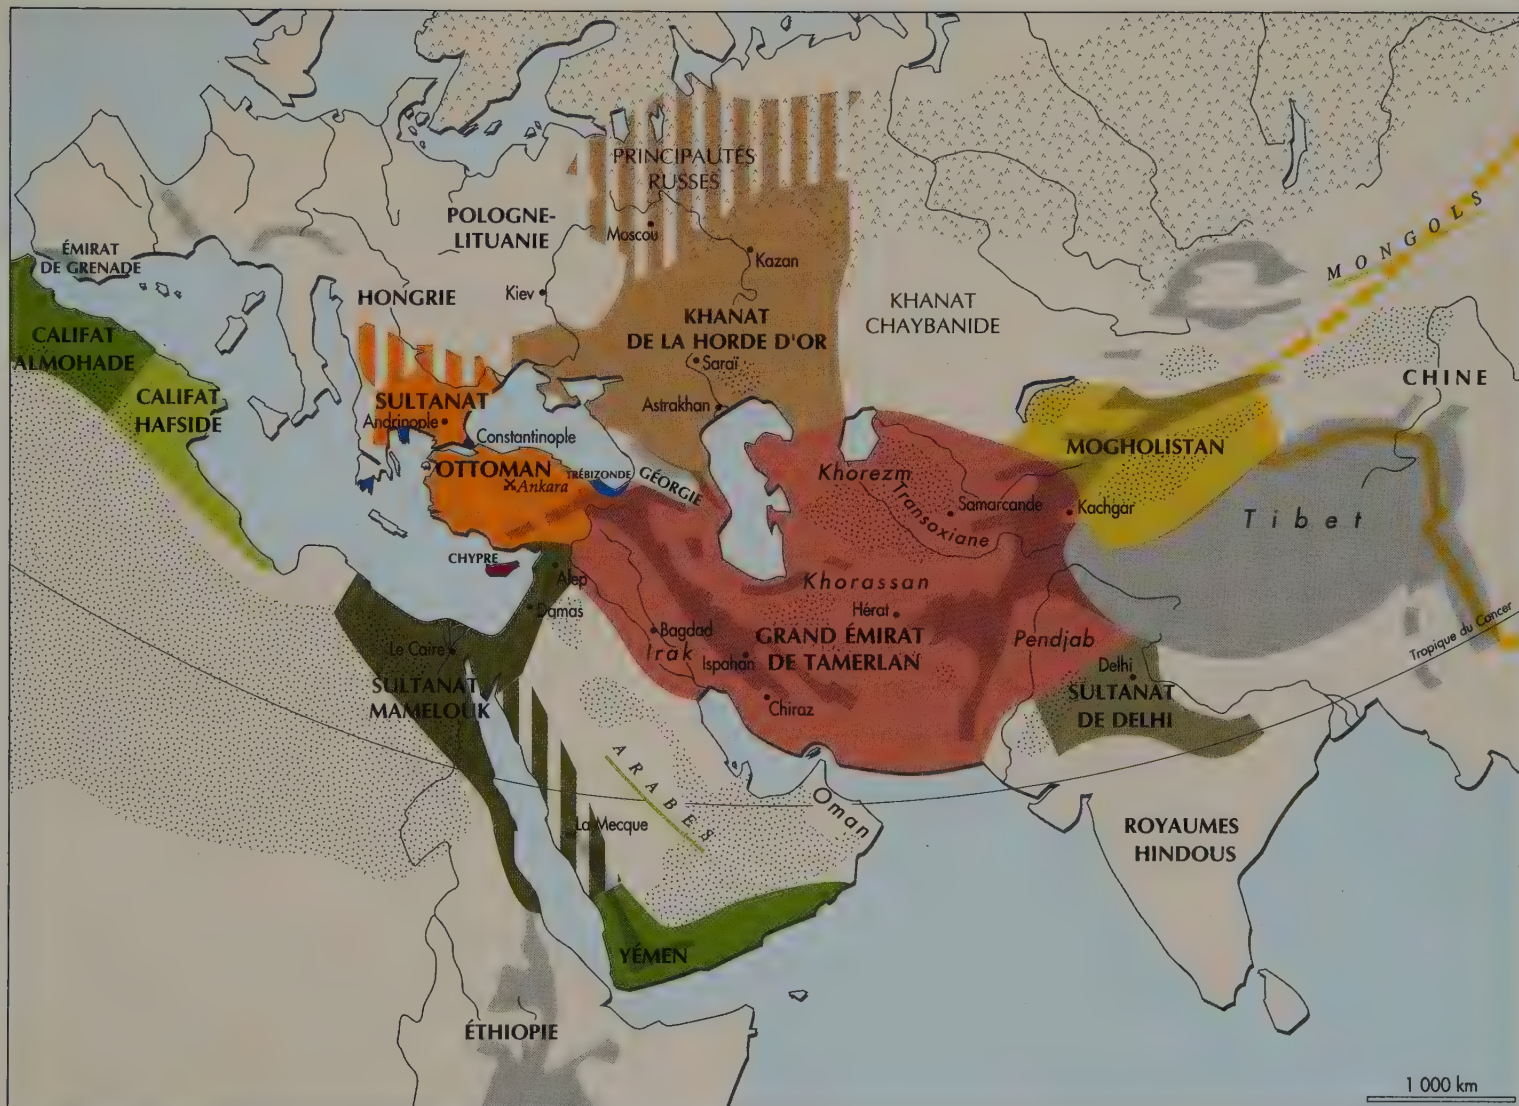 PRINCIPAUTÉS
RUSSES
POLOGNE-
LITUANIE
Moscou
Kazan
MONGOLS
ÉMIRAT
DE GRENADE
HONGRIE
Kiev
KHANAT
DE LA HORDE D'OR
KHANAT
CHAYBANIDE
CALIFAT
ALMOHADE
Saraï
CHINE
CALIFAT
HAFSIDE
SULTANAT
Andrinople
Astrakhan
Constantinople
MOGHOLISTAN
OTTOMAN
Ankara
TRÉBIZONDE
GÉORGIE
Khorezm
Transoxiane
Samarcande
Kachgar
Tibet
CHYPRE
Alep
Khorassan
Damas
Hérat
Bagdad
GRAND ÉMIRAT
DE TAMERLAN
Pendjab
Tropique du Cancer
Le Caire
Irak
Ispahan
Delhi
SULTANAT
MAMELOUK
Chiraz
SULTANAT
DE DELHI
ARABES
Oman
La Mecque
ROYAUMES
HINDOUS
YÉMEN
ÉTHIOPIE
1 000 km